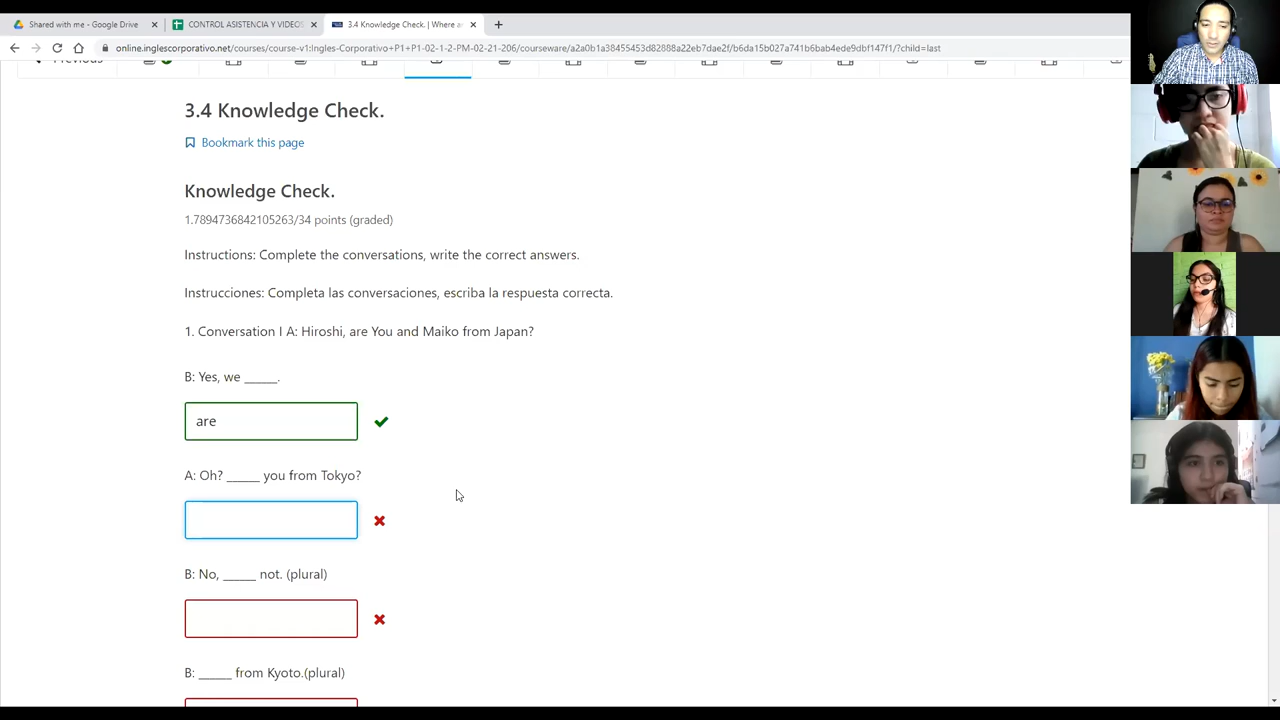 Shared with me - Google Drive
CONTROL ASISTENCIA Y VIDEOS
3.4 Knowledge Check. | Where a
online.inglescorporativo.net/courses/course-v1:Ingles-Corporativo+P1+P1-02-1-2-PM-02-21-206/courseware/a2a0b1a38455453d82888a22eb7dae2f/b6da15b027a741b6bab4ede9dbf147f1/?child=last
Previous
3.4 Knowledge Check.
Bookmark this page
Knowledge Check.
1.7894736842105263/34 points (graded)
Instructions: Complete the conversations, write the correct answers.
Instrucciones: Completa las conversaciones, escriba la respuesta correcta.
1. Conversation I A: Hiroshi, are You and Maiko from Japan?
B: Yes, we _____.
are
A: Oh? _____ you from Tokyo?
B: No, _____ not. (plural)
B: _____ from Kyoto.(plural)